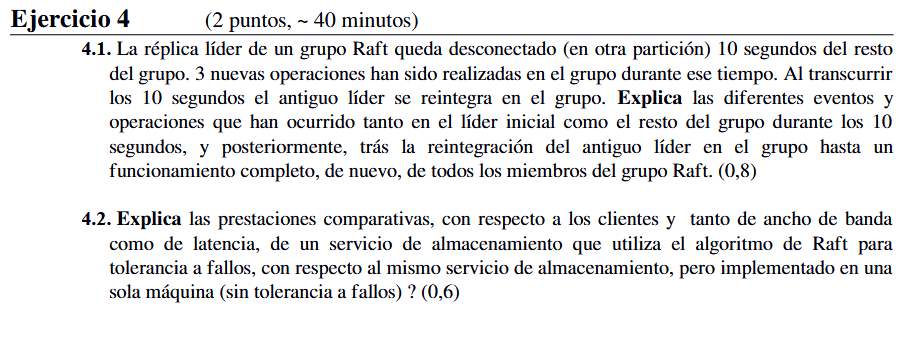 Ejercicio 4 (2 puntos, ~ 40 minutos)
4.1. La réplica líder de un grupo Raft queda desconectado (en otra partición) 10 segundos del resto
del grupo. 3 nuevas operaciones han sido realizadas en el grupo durante ese tiempo. Al transcurrir
los 10 segundos el antiguo líder se reintegra en el grupo. Explica las diferentes eventos y
operaciones que han ocurrido tanto en el líder inicial como el resto del grupo durante los 10
segundos, y posteriormente, trás la reintegración del antiguo líder en el grupo hasta un
funcionamiento completo, de nuevo, de todos los miembros del grupo Raft. (0,8)
4.2. Explica las prestaciones comparativas, con respecto a los clientes y tanto de ancho de banda
como de latencia, de un servicio de almacenamiento que utiliza el algoritmo de Raft para
tolerancia a fallos, con respecto al mismo servicio de almacenamiento, pero implementado en una
sola máquina (sin tolerancia a fallos) ? (0,6)